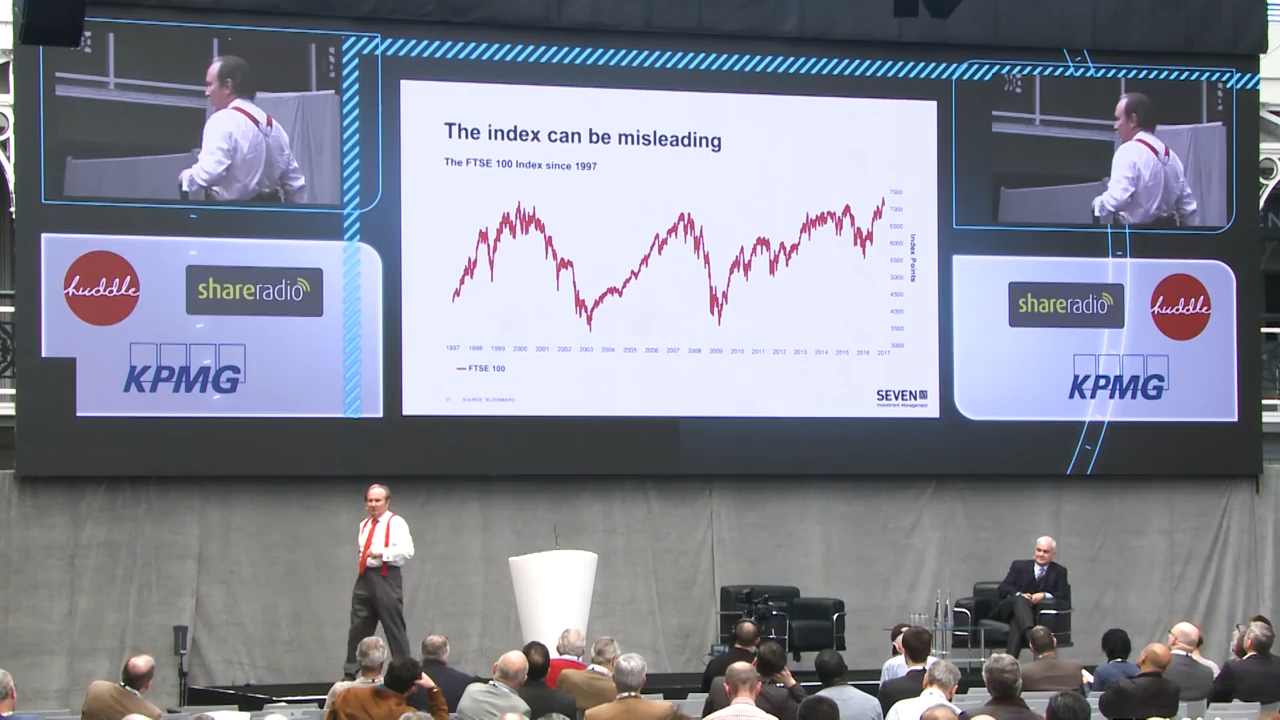 The index can be misleading
The FTSE 100 Index since 1997
7500
7000
6500
6000
5500
5000
4500
4000
3500
3000
Index Points
1997 1998 1999 2000 2001 2002 2003 2004 2005 2006 2007 2008 2009 2010 2011 2012 2013 2014 2015 2016 2017
FTSE 100
SOURCE: BLOOMBERG
SEVEN
Investment Management
huddle
shareradio
KPMG
shareradio
huddle
KPMG